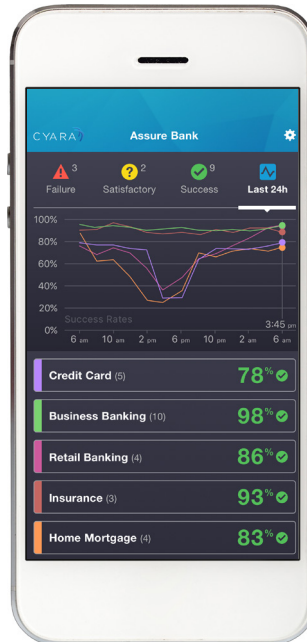 CYARA Assure Bank
3 2 9
Failure Satisfactory Success Last 24h
100%
80%
60%
40%
20%
Success Rates
0%
3:45 pm
6 am 10 am 2 pm 6 pm 10 pm 2 am 6 am
Credit Card (5) 78%
Business Banking (10) 98%
Retail Banking (4) 86%
Insurance (3) 93%
Home Mortgage (4) 83%